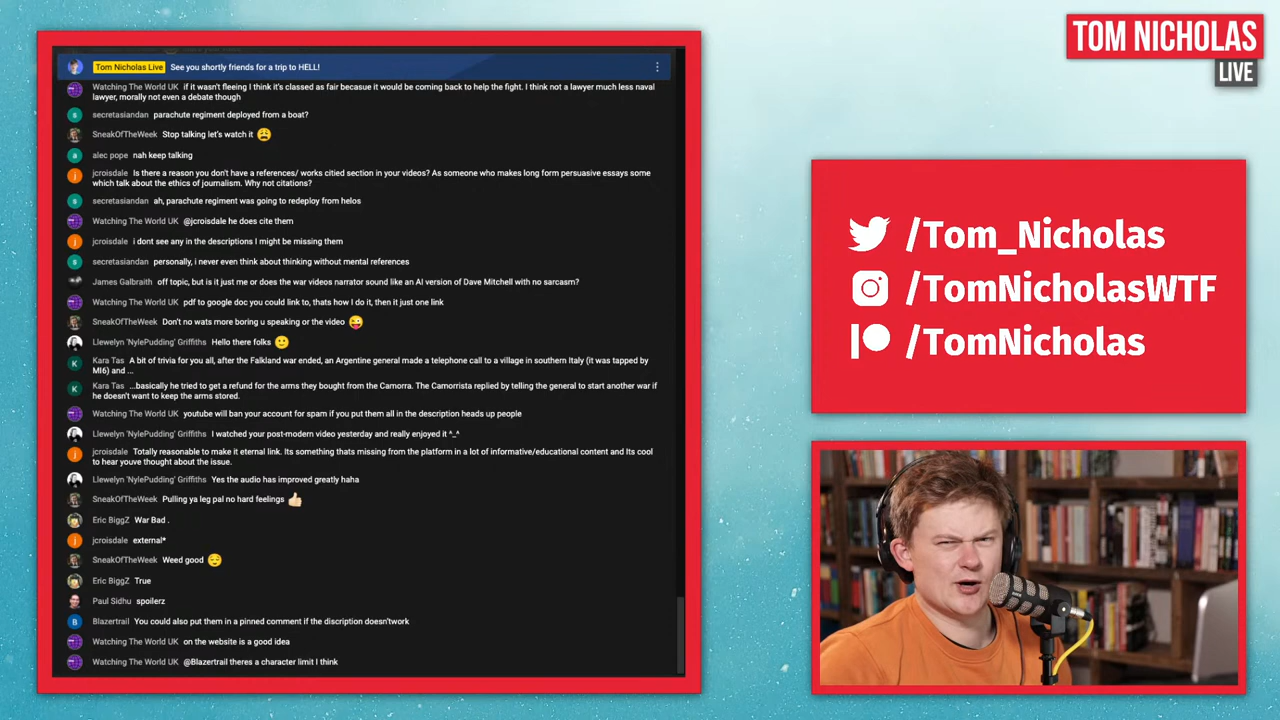 TOM NICHOLAS
LIVE
Tom Nicholas Live See you shortly friends for a trip to HELL!
Watching The World UK if it wasn't fleeing I think it's classed as fair becasue it would be coming back to help the fight. I think not a lawyer much less naval
lawyer, morally not even a debate though
s secretasiandan parachute regiment deployed from a boat?
SneakOfTheWeek Stop talking let's watch it 😩
a alec pope nah keep talking
j jcroisdale Is there a reason you don't have a references/ works citied section in your videos? As someone who makes long form persuasive essays some
which talk about the ethics of journalism. Why not citations?
s secretasiandan ah, parachute regiment was going to redeploy from helos
Watching The World UK @jcroisdale he does cite them
j jcroisdale i dont see any in the descriptions I might be missing them
s secretasiandan personally, i never even think about thinking without mental references
James Galbraith off topic, but is it just me or does the war videos narrator sound like an AI version of Dave Mitchell with no sarcasm?
Watching The World UK pdf to google doc you could link to, thats how I do it, then it just one link
SneakOfTheWeek Don't no wats more boring u speaking or the video 😜
Llewelyn 'NylePudding' Griffiths Hello there folks 🙂
K Kara Tas A bit of trivia for you all, after the Falkland war ended, an Argentine general made a telephone call to a village in southern Italy (it was tapped by
MI6) and ...
K Kara Tas ...basically he tried to get a refund for the arms they bought from the Camorra. The Camorrista replied by telling the general to start another war if
he doesn't want to keep the arms stored.
Watching The World UK youtube will ban your account for spam if you put them all in the description heads up people
Llewelyn 'NylePudding' Griffiths I watched your post-modern video yesterday and really enjoyed it ^_^
j jcroisdale Totally reasonable to make it eternal link. Its something thats missing from the platform in a lot of informative/educational content and Its cool
to hear youve thought about the issue.
Llewelyn 'NylePudding' Griffiths Yes the audio has improved greatly haha
SneakOfTheWeek Pulling ya leg pal no hard feelings 👍🏻
Eric BiggZ War Bad .
j jcroisdale external*
SneakOfTheWeek Weed good 😌
Eric BiggZ True
Paul Sidhu spoilerz
B Blazertrail You could also put them in a pinned comment if the discription doesn'twork
Watching The World UK on the website is a good idea
Watching The World UK @Blazertrail theres a character limit I think
/Tom_Nicholas
/TomNicholasWTF
/TomNicholas